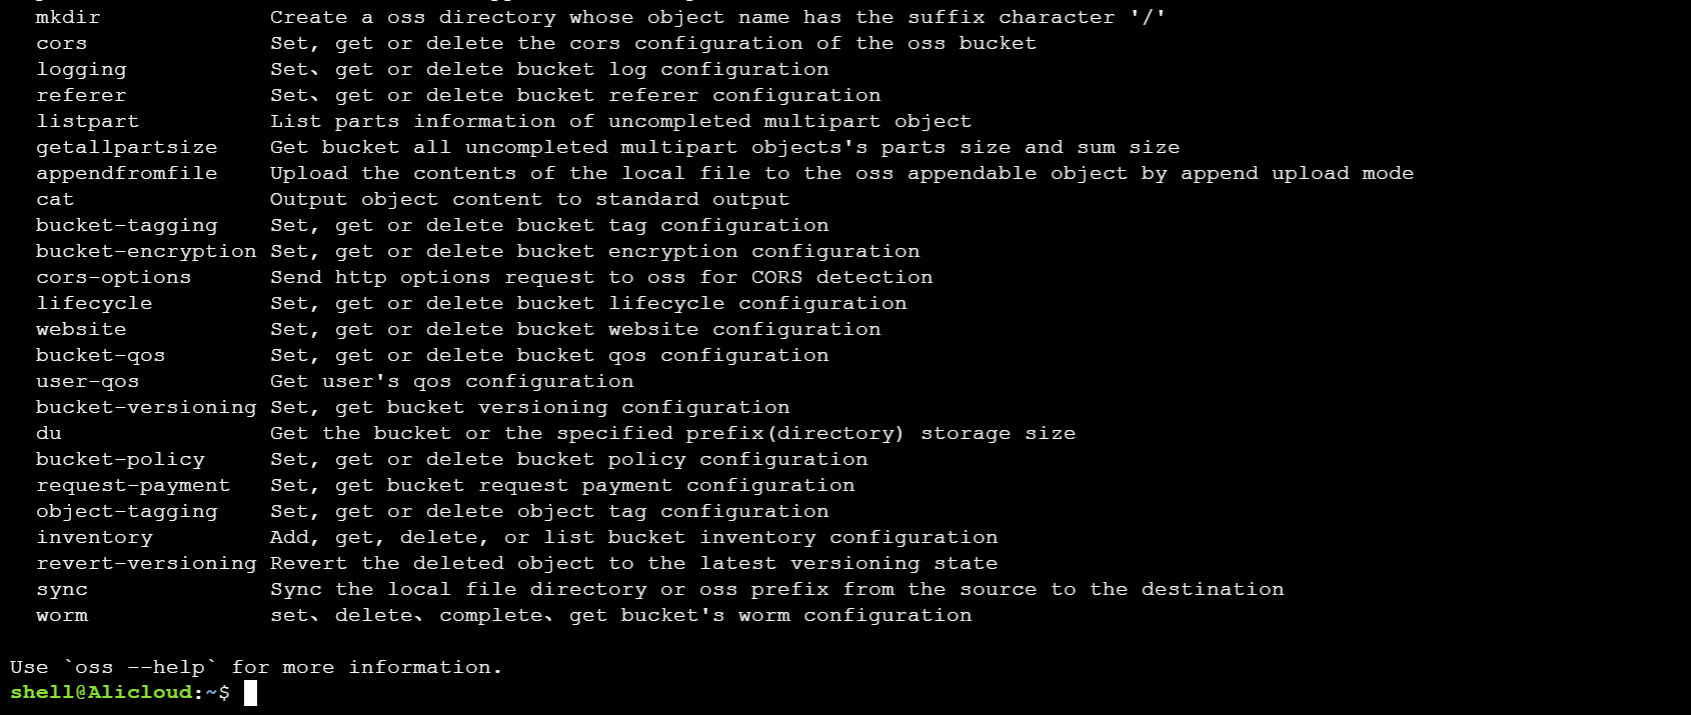 mkdir Create a oss directory whose object name has the suffix character '/'
cors Set, get or delete the cors configuration of the oss bucket
logging Set、get or delete bucket log configuration
referer Set、get or delete bucket referer configuration
listpart List parts information of uncompleted multipart object
getallpartsize Get bucket all uncompleted multipart objects's parts size and sum size
appendfromfile Upload the contents of the local file to the oss appendable object by append upload mode
cat Output object content to standard output
bucket-tagging Set, get or delete bucket tag configuration
bucket-encryption Set, get or delete bucket encryption configuration
cors-options Send http options request to oss for CORS detection
lifecycle Set, get or delete bucket lifecycle configuration
website Set, get or delete bucket website configuration
bucket-qos Set, get or delete bucket qos configuration
user-qos Get user's qos configuration
bucket-versioning Set, get bucket versioning configuration
du Get the bucket or the specified prefix(directory) storage size
bucket-policy Set, get or delete bucket policy configuration
request-payment Set, get bucket request payment configuration
object-tagging Set, get or delete object tag configuration
inventory Add, get, delete, or list bucket inventory configuration
revert-versioning Revert the deleted object to the latest versioning state
sync Sync the local file directory or oss prefix from the source to the destination
worm set、delete、complete、get bucket's worm configuration
Use `oss --help` for more information.
shell@Alicloud:~$